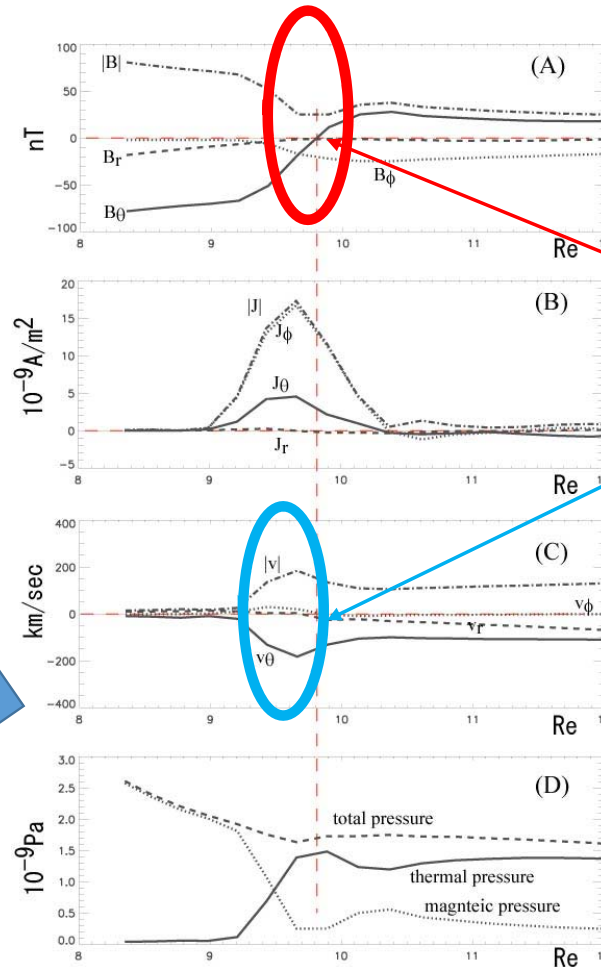 (A)
100
|B|
50
nT
0
Br
-50
Bϕ
Bθ
-100
8 9 10 11 Re
(B)
20
|J|
15
Jϕ
10⁻⁹A/m²
10
5
Jθ
0
Jr
-5
8 9 10 11 Re
(C)
400
|v|
200
km/sec
0
vϕ
vr
-200
vθ
-400
8 9 10 11 Re
(D)
3.0
2.5
2.0
total pressure
10⁻⁹Pa
1.5
thermal pressure
1.0
magnteic pressure
0.5
0.0
8 9 10 11 Re